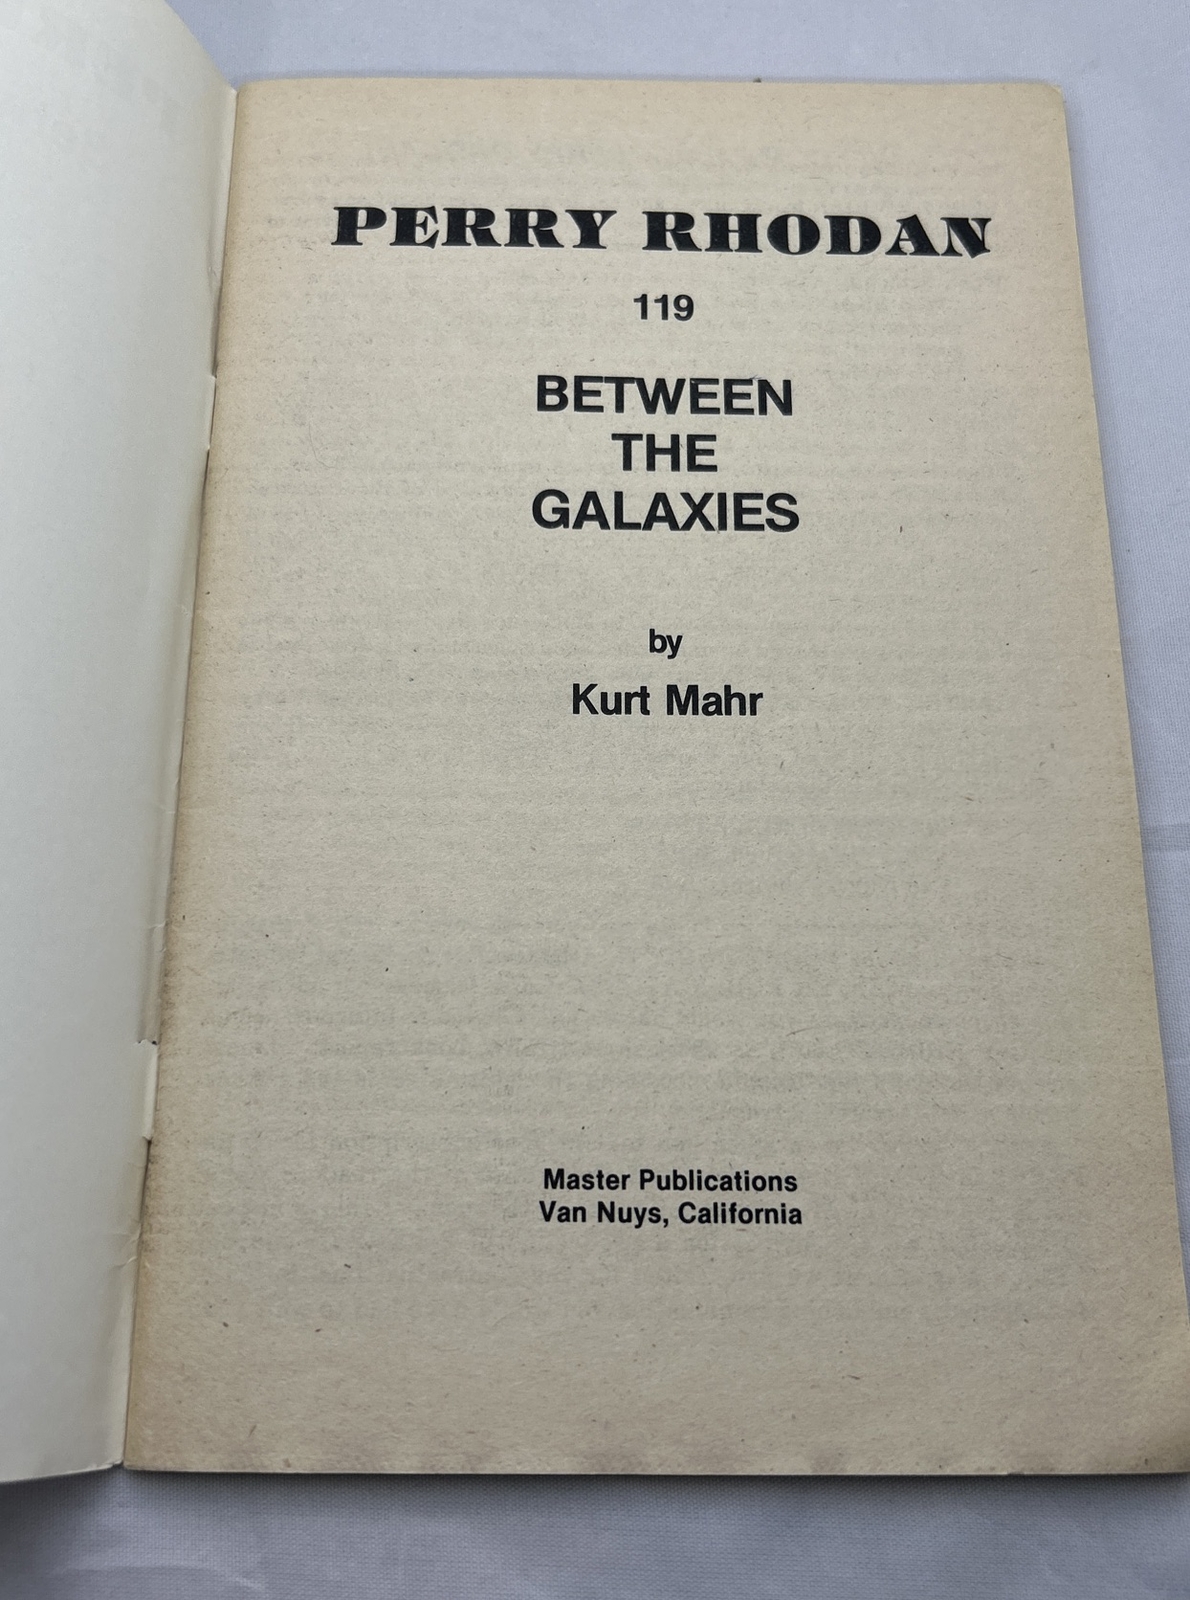 PERRY RHODAN
119
BETWEEN
THE
GALAXIES
by
Kurt Mahr
Master Publications
Van Nuys, California